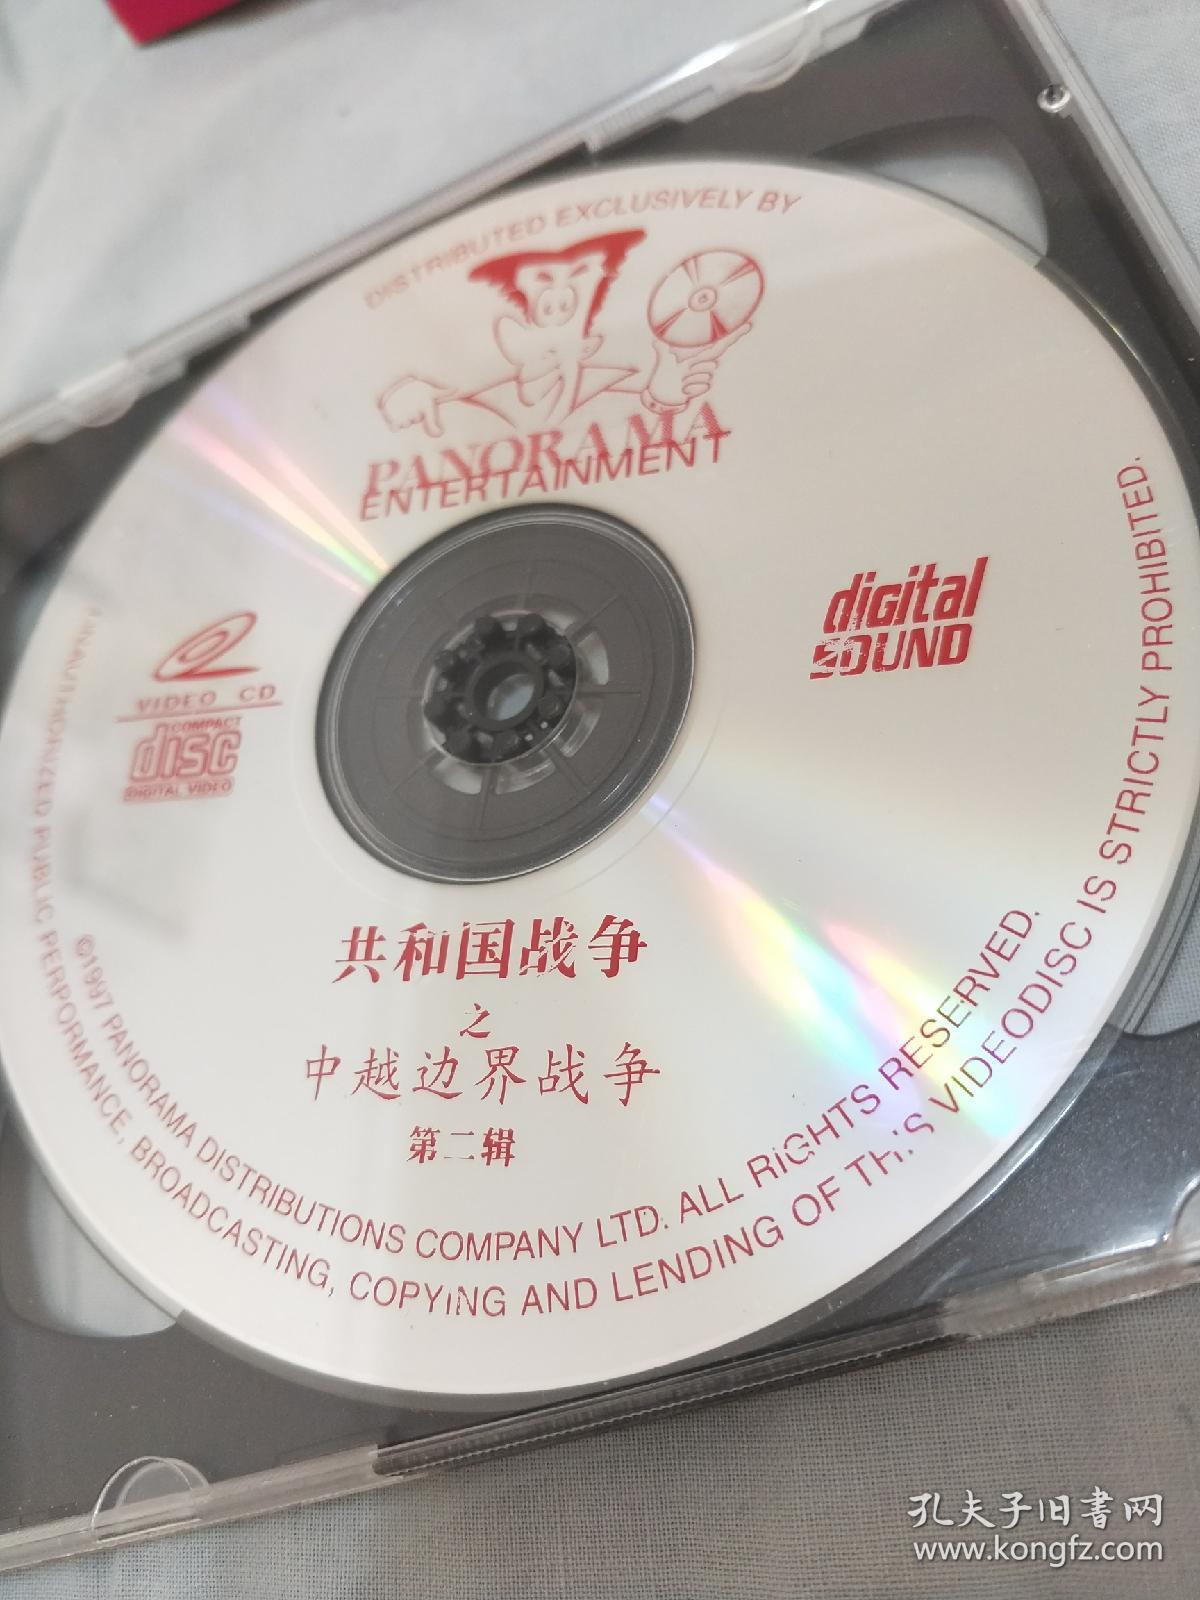 DISTRIBUTED EXCLUSIVELY BY
PANORAMA
ENTERTAINMENT
digital
SOUND
VIDEO CD
COMPACT
disc
DIGITAL VIDEO
共和国战争
之
中越边界战争
第二辑
©1997 PANORAMA DISTRIBUTIONS COMPANY LTD. ALL RIGHTS RESERVED.
UNAUTHORIZED PUBLIC PERFORMANCE, BROADCASTING, COPYING AND LENDING OF THIS VIDEODISC IS STRICTLY PROHIBITED.
孔夫子旧书网
www.kongfz.com